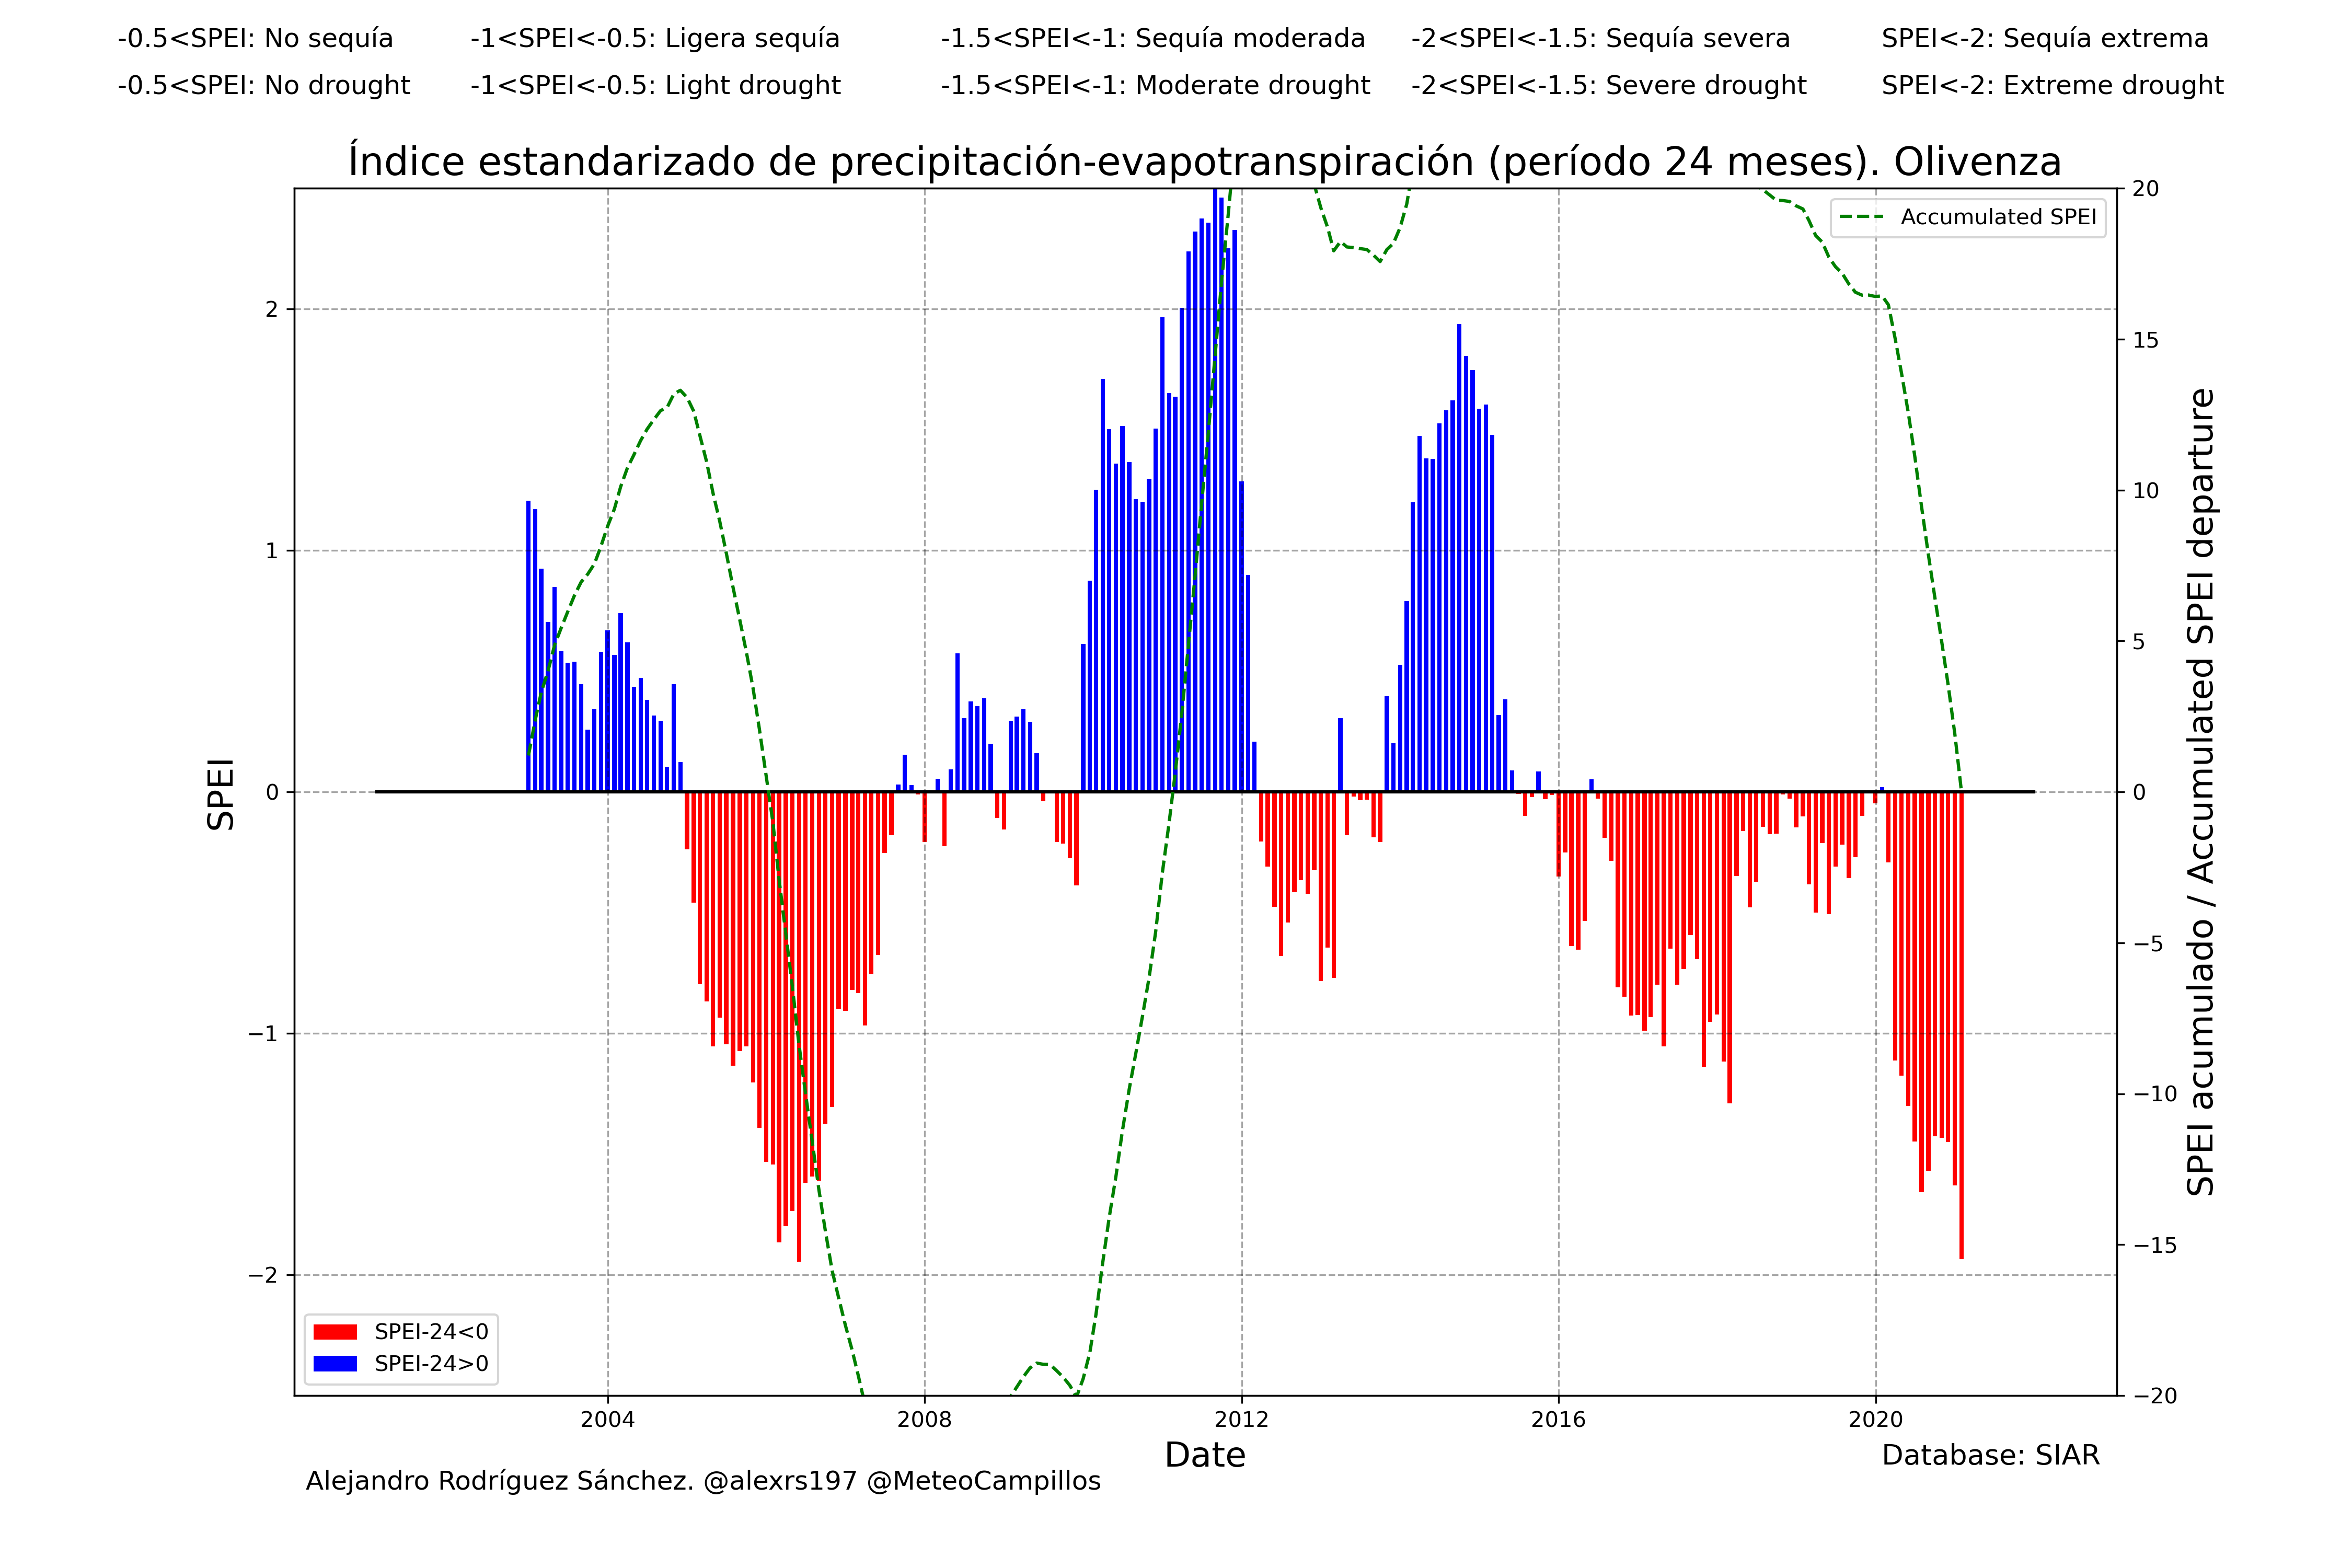 -0.5<SPEI: No sequía -1<SPEI<-0.5: Ligera sequía -1.5<SPEI<-1: Sequía moderada -2<SPEI<-1.5: Sequía severa SPEI<-2: Sequía extrema
-0.5<SPEI: No drought -1<SPEI<-0.5: Light drought -1.5<SPEI<-1: Moderate drought -2<SPEI<-1.5: Severe drought SPEI<-2: Extreme drought
Índice estandarizado de precipitación-evapotranspiración (período 24 meses). Olivenza
SPEI
2
1
0
−1
−2
20
15
10
5
0
−5
−10
−15
−20
SPEI acumulado / Accumulated SPEI departure
Accumulated SPEI
SPEI-24<0
SPEI-24>0
2004 2008 2012 2016 2020
Date
Database: SIAR
Alejandro Rodríguez Sánchez. @alexrs197 @MeteoCampillos